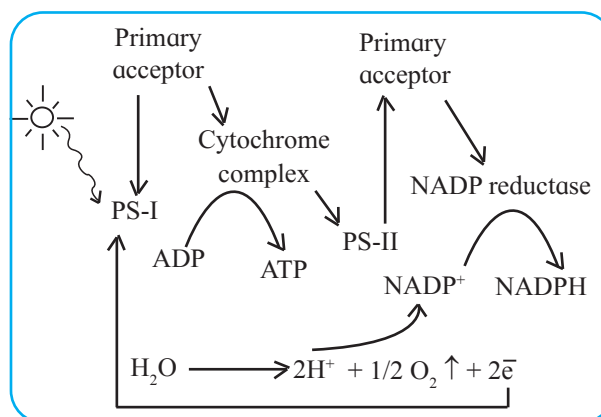 Primary
acceptor
Primary
acceptor
Cytochrome
complex
NADP reductase
PS-I
PS-II
ADP
ATP
NADP⁺
NADPH
H₂O
2H⁺ + 1/2 O₂ ↑ + 2e̅